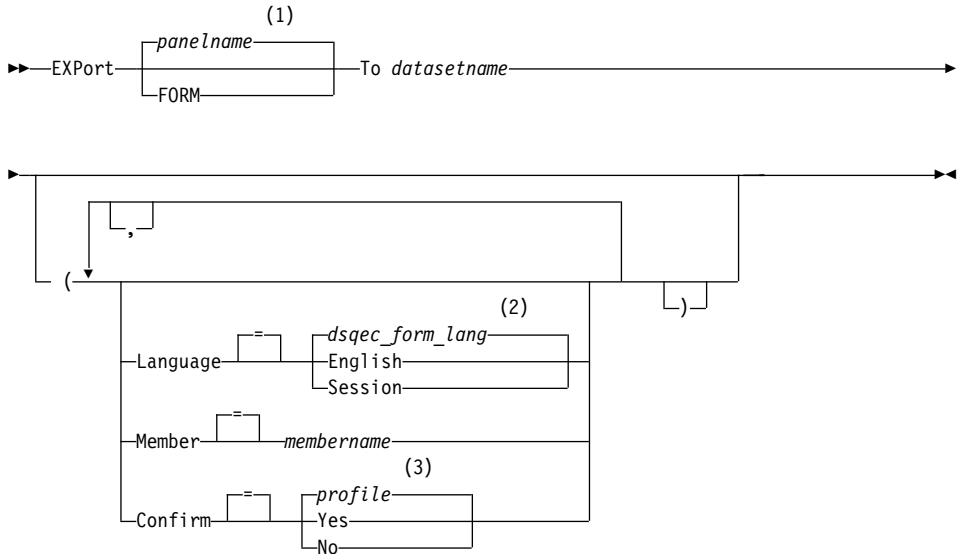 (1)
panelname
EXPort To datasetname
FORM
,
(
)
(2)
= dsqec_form_lang
Language English
Session
=
Member membername
(3)
= profile
Confirm Yes
No